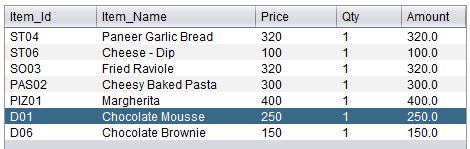 Item_Id Item_Name Price Qty Amount
ST04 Paneer Garlic Bread 320 1 320.0
ST06 Cheese - Dip 100 1 100.0
SO03 Fried Raviole 320 1 320.0
PAS02 Cheesy Baked Pasta 300 1 300.0
PIZ01 Margherita 400 1 400.0
D01 Chocolate Mousse 250 1 250.0
D06 Chocolate Brownie 150 1 150.0